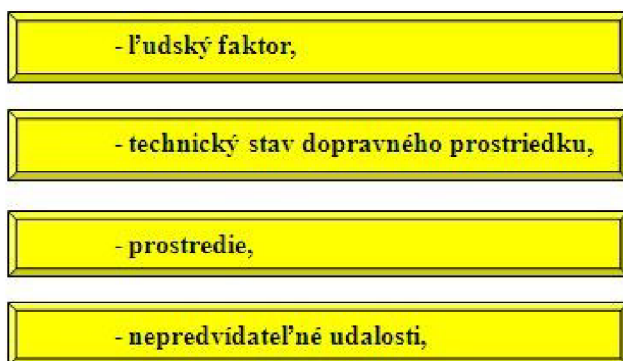 - ľudský faktor,
- technický stav dopravného prostriedku,
- prostredie,
- nepredvídateľné udalosti,